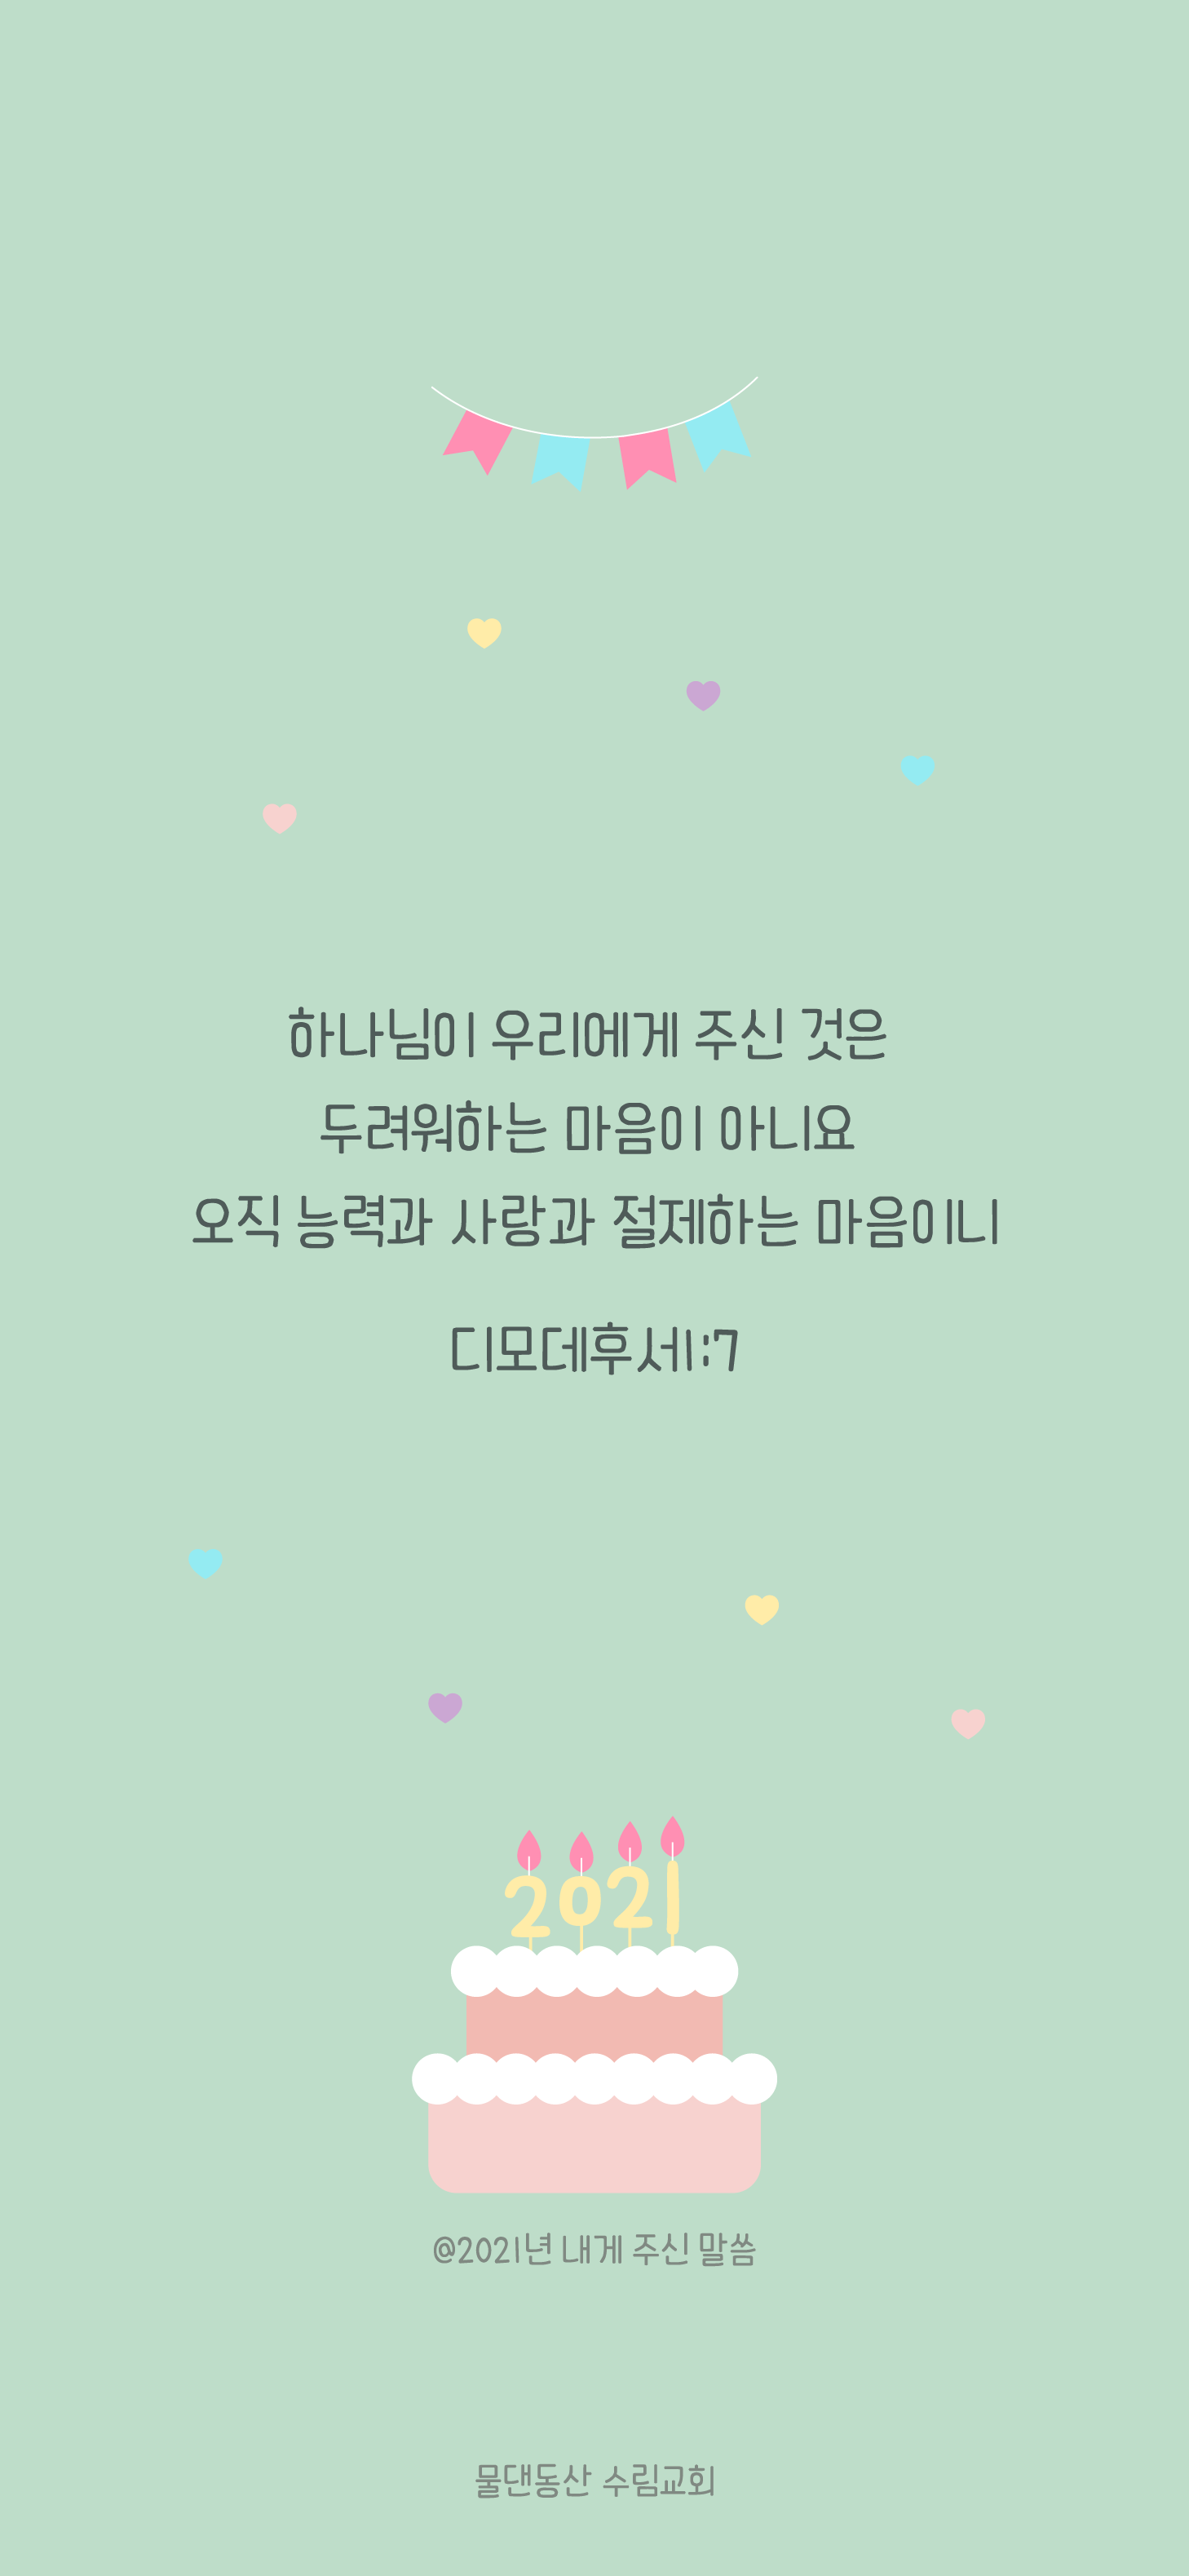 하나님이 우리에게 주신 것은
두려워하는 마음이 아니요
오직 능력과 사랑과 절제하는 마음이니
디모데후서1:7
2021
@2021년 내게 주신 말씀
물댄동산 수림교회